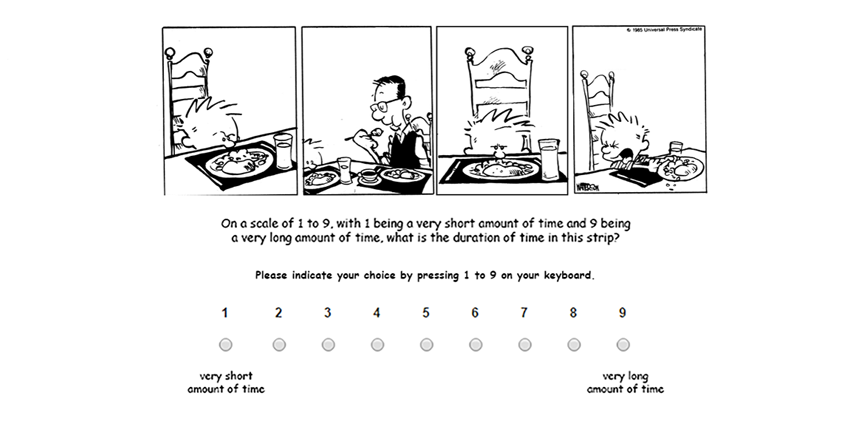 © 1985 Universal Press Syndicate
WATTERSON
On a scale of 1 to 9, with 1 being a very short amount of time and 9 being
a very long amount of time, what is the duration of time in this strip?
Please indicate your choice by pressing 1 to 9 on your keyboard.
1 2 3 4 5 6 7 8 9
very short very long
amount of time amount of time